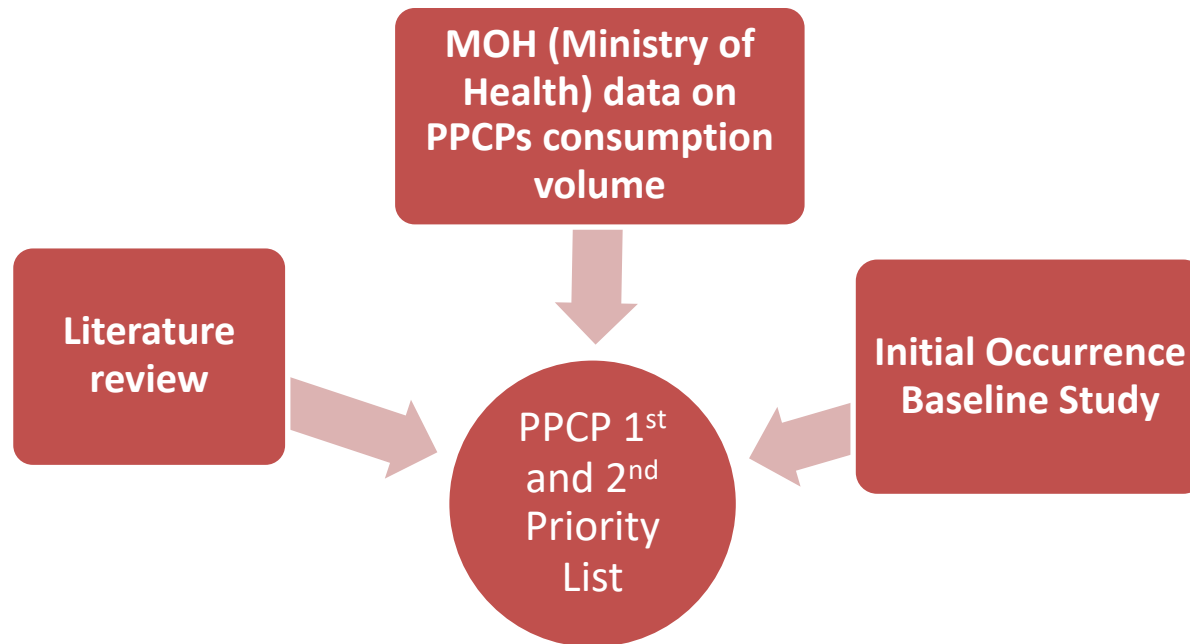 MOH (Ministry of
Health) data on
PPCPs consumption
volume
Literature
review
Initial Occurrence
Baseline Study
PPCP 1st
and 2nd
Priority
List